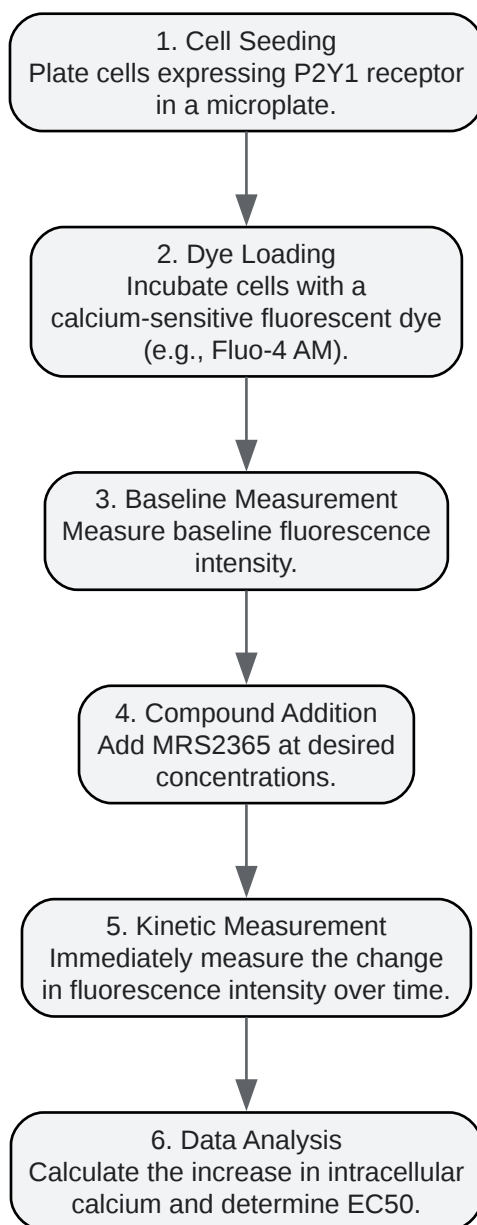 1. Cell Seeding
Plate cells expressing P2Y1 receptor
in a microplate.
2. Dye Loading
Incubate cells with a
calcium-sensitive fluorescent dye
(e.g., Fluo-4 AM).
3. Baseline Measurement
Measure baseline fluorescence
intensity.
4. Compound Addition
Add MRS2365 at desired
concentrations.
5. Kinetic Measurement
Immediately measure the change
in fluorescence intensity over time.
6. Data Analysis
Calculate the increase in intracellular
calcium and determine EC50.